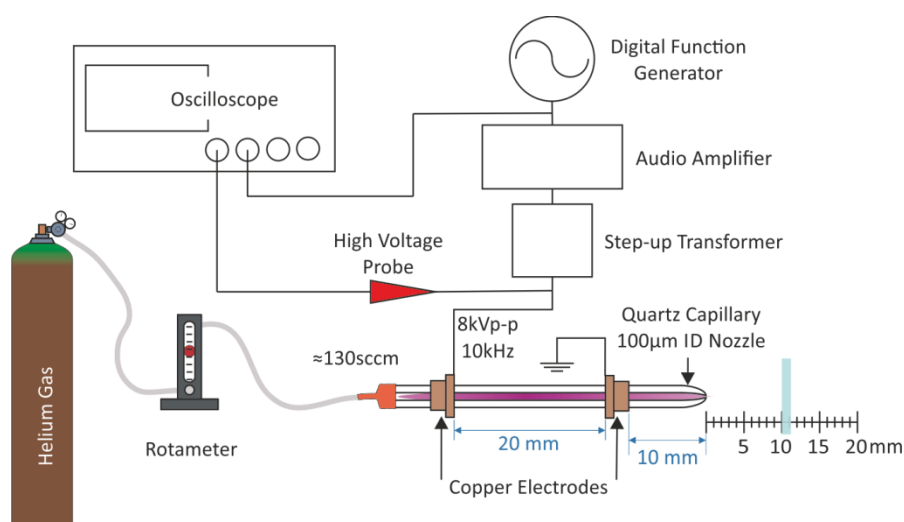 Digital Function
Generator
Oscilloscope
Audio Amplifier
Step-up Transformer
High Voltage
Probe
8kVp-p
10kHz
Quartz Capillary
100µm ID Nozzle
≈130sccm
Helium Gas
Rotameter
20 mm
10 mm
5 10 15 20mm
Copper Electrodes